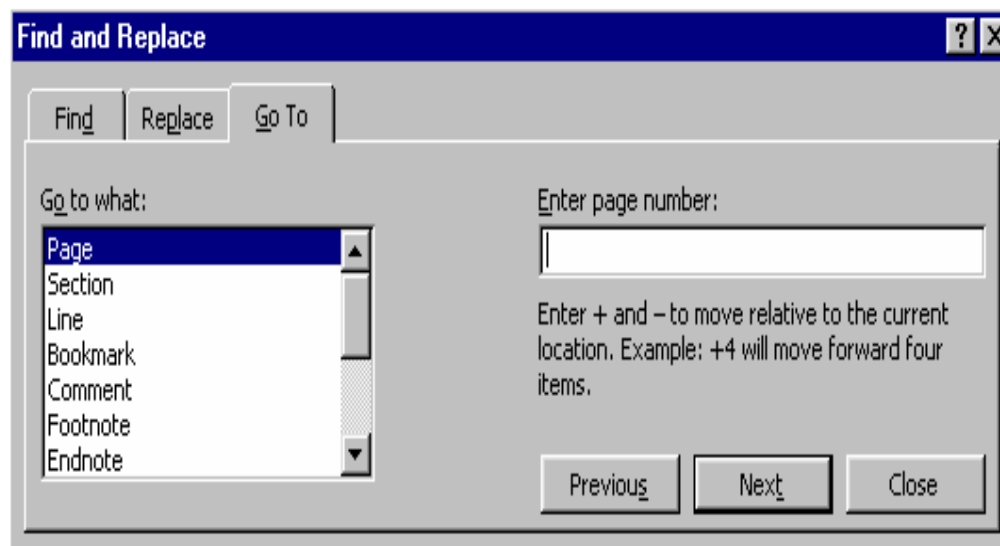 Find and Replace
? X
Find Replace Go To
Go to what: Enter page number:
Page
Section
Line
Bookmark
Comment
Footnote
Endnote
Enter + and – to move relative to the current
location. Example: +4 will move forward four
items.
Previous Next Close